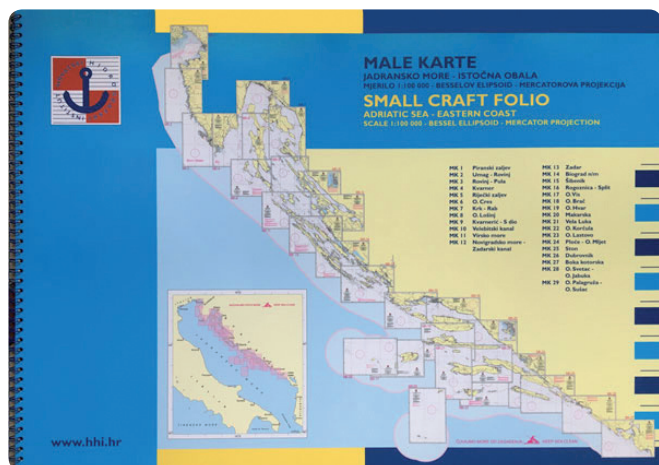 MALE KARTE
JADRANSKO MORE - ISTOČNA OBALA
MJERILO 1:100 000 - BESSELOV ELIPSOID - MERCATOROVA PROJEKCIJA
SMALL CRAFT FOLIO
ADRIATIC SEA - EASTERN COAST
SCALE 1:100 000 - BESSEL ELLIPSOID - MERCATOR PROJECTION
MK 1 Piranski zaljev
MK 2 Umag - Rovinj
MK 3 Rovinj - Pula
MK 4 Kvarner
MK 5 Riječki zaljev
MK 6 O. Cres
MK 7 Krk - Rab
MK 8 O. Lošinj
MK 9 Kvarnerić - S dio
MK 10 Velebitski kanal
MK 11 Virsko more
MK 12 Novigradsko more -
Zadarski kanal
MK 13 Zadar
MK 14 Biograd n/m
MK 15 Šibenik
MK 16 Rogoznica - Split
MK 17 O. Vis
MK 18 O. Brač
MK 19 O. Hvar
MK 20 Makarska
MK 21 Vela Luka
MK 22 O. Korčula
MK 23 O. Lastovo
MK 24 Ploče - O. Mljet
MK 25 Ston
MK 26 Dubrovnik
MK 27 Boka kotorska
MK 28 O. Svetac -
O. Jabuka
MK 29 O. Palagruža -
O. Sušac
www.hhi.hr